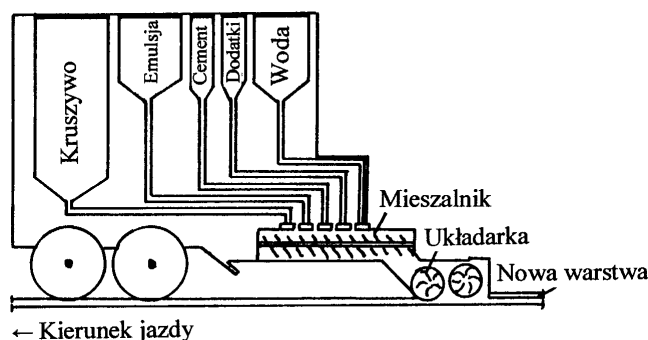 Kruszywo
Emulsja
Cement
Dodatki
Woda
Mieszalnik
Układarka
Nowa warstwa
← Kierunek jazdy